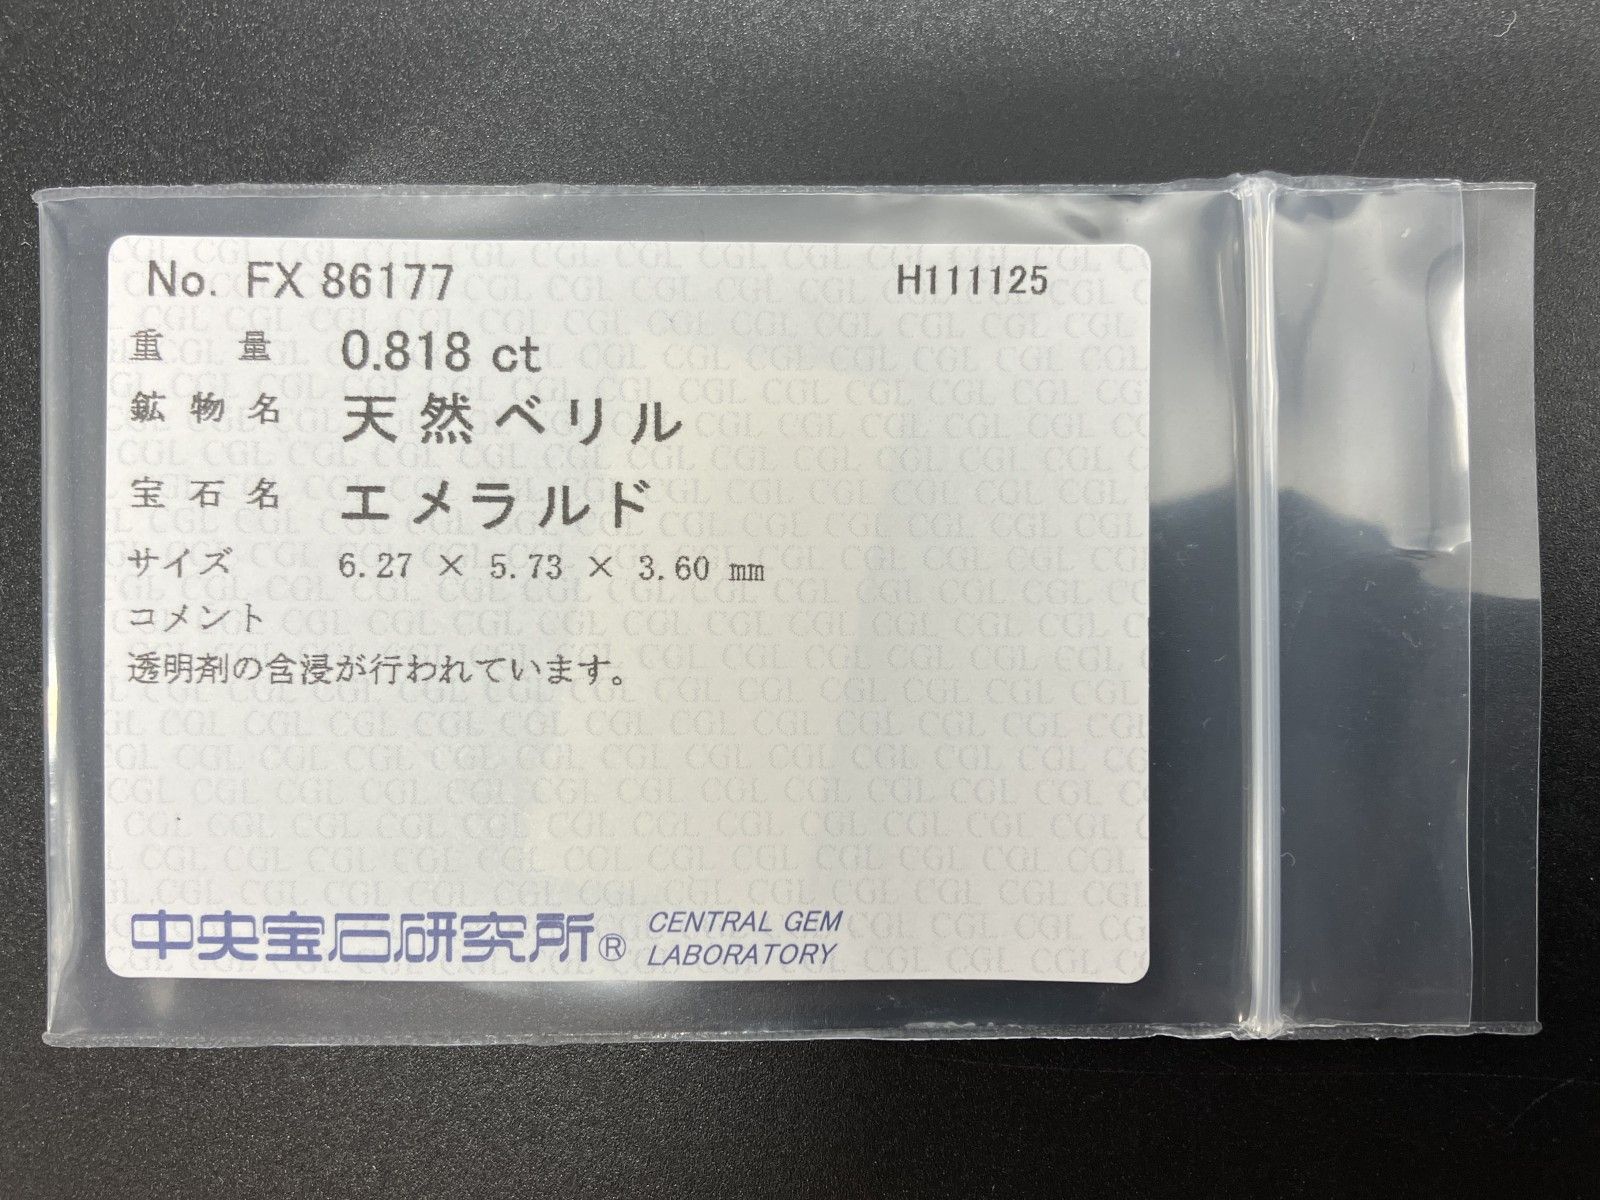 No. FX 86177 H111125
重量 0.818 ct
鉱物名 天然ベリル
宝石名 エメラルド
サイズ 6.27 × 5.73 × 3.60 mm
コメント
透明剤の含浸が行われています。
中央宝石研究所® CENTRAL GEM
LABORATORY